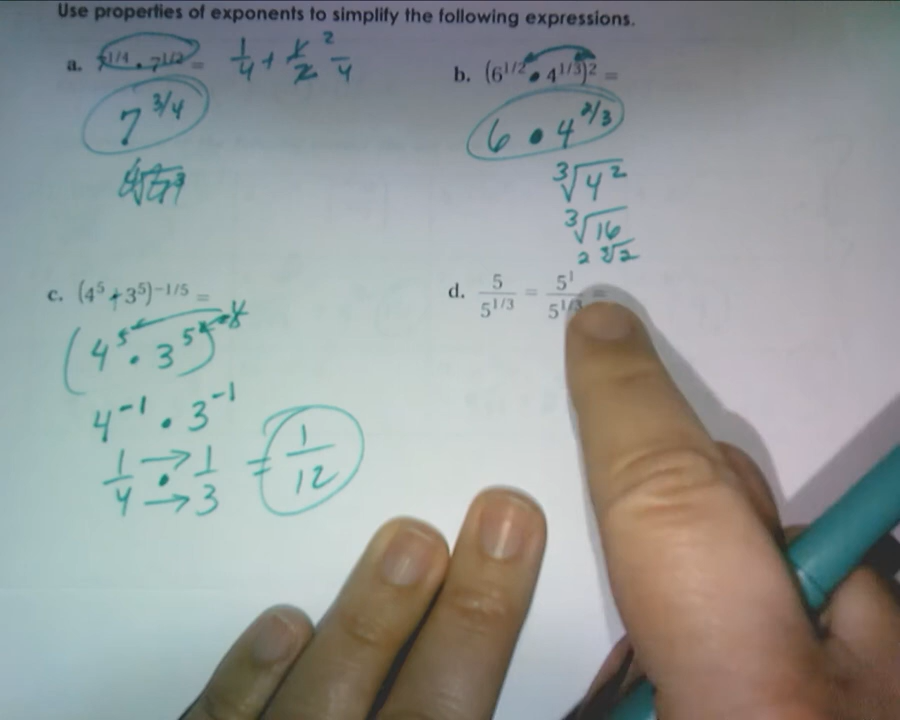 Use properties of exponents to simplify the following expressions.
a. 7^1/4 · 7^1/2 = 1/4 + 1/2 2/4
7^3/4
b. (6^1/2 · 4^1/3)^2 =
6 · 4^2/3
∛4^2
∛16
2 ∛2
c. (4^5 + 3^5)^-1/5 =
(4^5 · 3^5)
4^-1 · 3^-1
1/4 · 1/3 = 1/12
d. 5/5^1/3 = 5^1/5^1/3 =